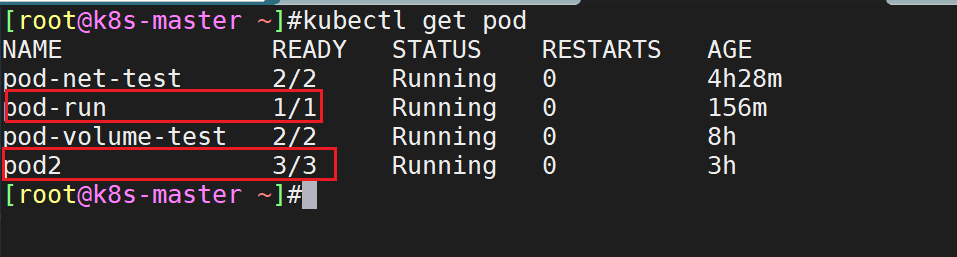 [root@k8s-master ~]#kubectl get pod
NAME READY STATUS RESTARTS AGE
pod-net-test 2/2 Running 0 4h28m
pod-run 1/1 Running 0 156m
pod-volume-test 2/2 Running 0 8h
pod2 3/3 Running 0 3h
[root@k8s-master ~]#